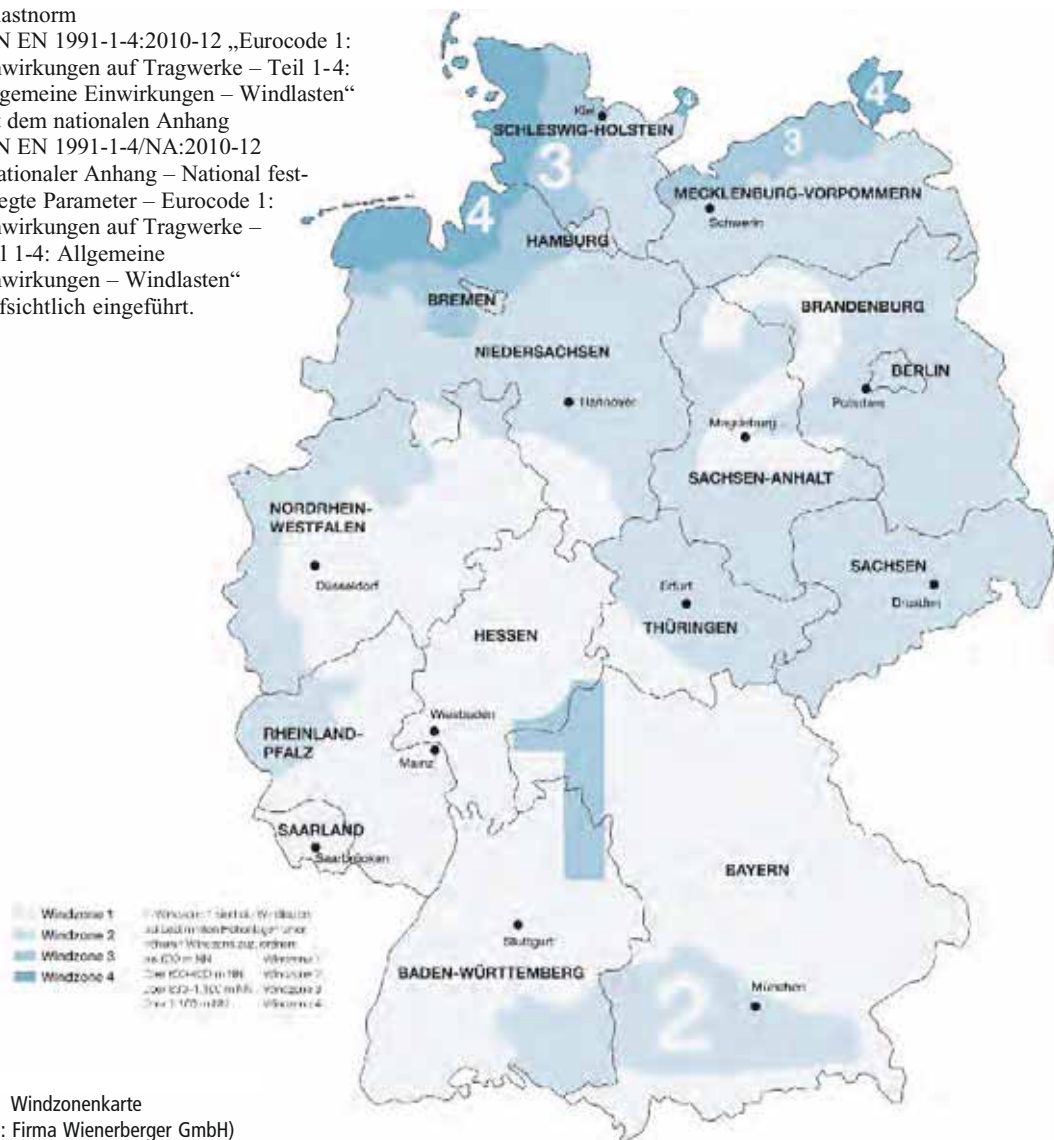 astnorm
N EN 1991-1-4:2010-12 „Eurocode 1:
nwirkungen auf Tragwerke – Teil 1-4:
gemeine Einwirkungen – Windlasten“
t dem nationalen Anhang
N EN 1991-1-4/NA:2010-12
ationaler Anhang – National fest-
egte Parameter – Eurocode 1:
nwirkungen auf Tragwerke –
l 1-4: Allgemeine
nwirkungen – Windlasten“
fsichtlich eingeführt.
4
4
Kiel
SCHLESWIG-HOLSTEIN
3
3
MECKLENBURG-VORPOMMERN
Schwerin
4
HAMBURG
BREMEN
BRANDENBURG
2
NIEDERSACHSEN
BERLIN
Potsdam
Hannover
Magdeburg
SACHSEN-ANHALT
NORDRHEIN-
WESTFALEN
Düsseldorf
SACHSEN
Dresden
Erfurt
THÜRINGEN
HESSEN
1
Wiesbaden
Mainz
RHEINLAND-
PFALZ
SAARLAND
Saarbrücken
BAYERN
Stuttgart
BADEN-WÜRTTEMBERG
2
München
Windzone 1
Windzone 2
Windzone 3
Windzone 4
Windzonenkarte
: Firma Wienerberger GmbH)